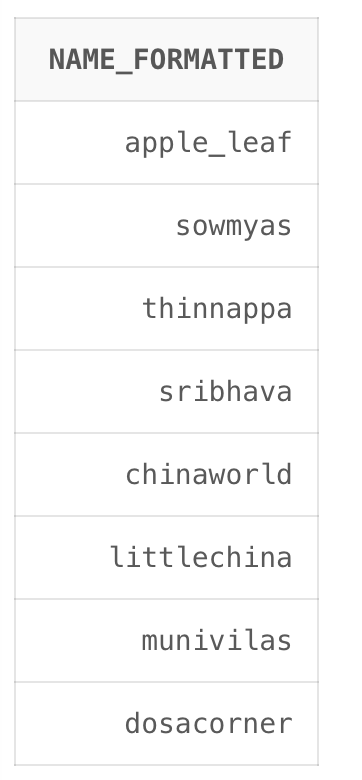 NAME_FORMATTED
apple_leaf
sowmyas
thinnappa
sribhava
chinaworld
littlechina
munivilas
dosacorner